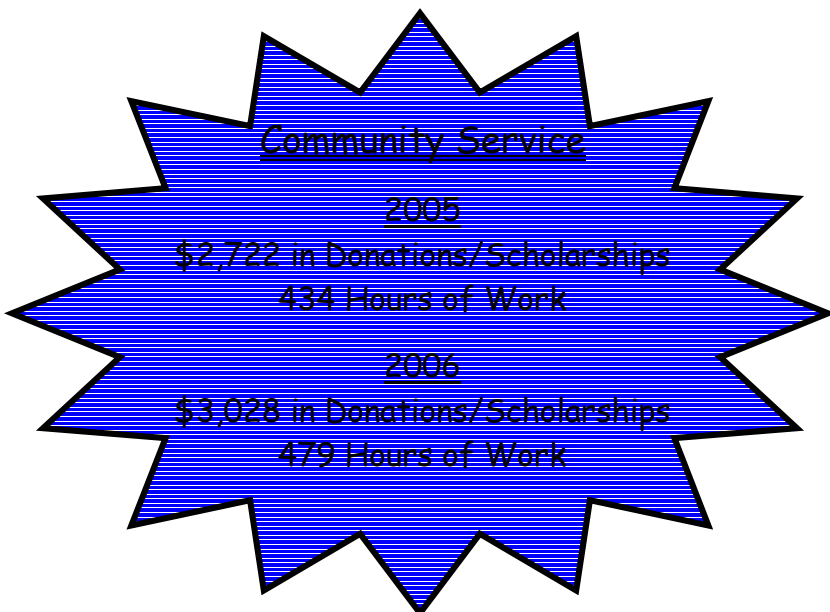 Community Service
2005
$2,722 in Donations/Scholarships
434 Hours of Work
2006
$3,028 in Donations/Scholarships
479 Hours of Work